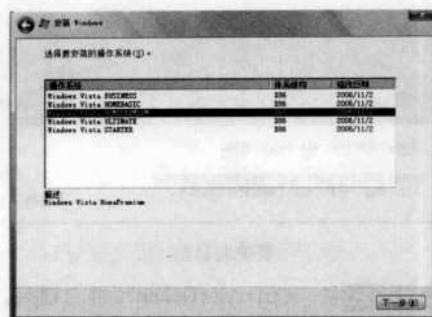 安装 Windows
选择要安装的操作系统(S)。
操作系统 体系结构 修改日期
Windows Vista BUSINESS X86 2006/11/2
Windows Vista HOMEBASIC X86 2006/11/2
2006/11/2
Windows Vista ULTIMATE X86 2006/11/2
Windows Vista STARTER X86 2006/11/2
描述:
Windows Vista HomePremium
下一步(N)